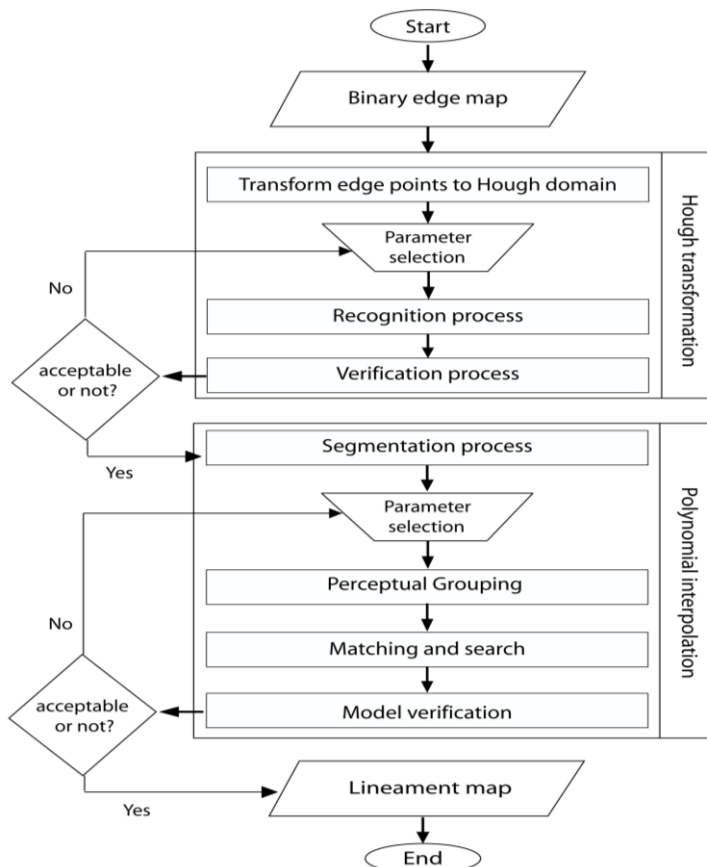 Start
Binary edge map
Transform edge points to Hough domain
Parameter
selection
Recognition process
Verification process
Hough transformation
No
acceptable
or not?
Yes
Segmentation process
Parameter
selection
Perceptual Grouping
Matching and search
Model verification
Polynomial interpolation
No
acceptable
or not?
Yes
Lineament map
End